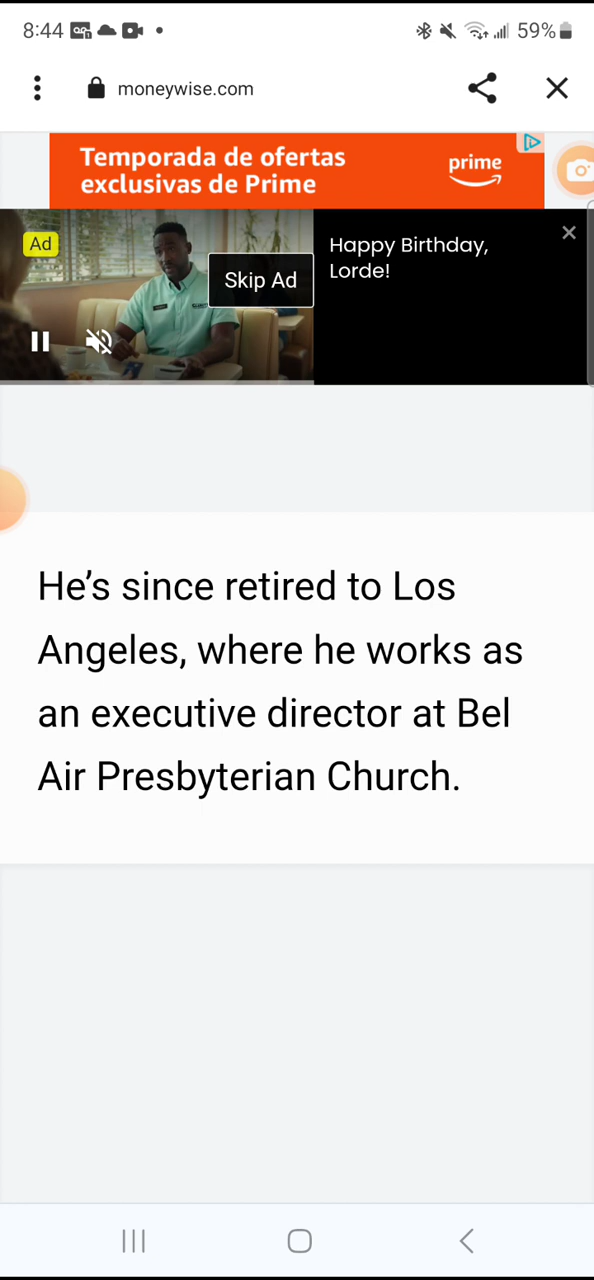 8:44
59%
moneywise.com
Temporada de ofertas
exclusivas de Prime
prime
Ad
Skip Ad
Happy Birthday,
Lorde!
He’s since retired to Los
Angeles, where he works as
an executive director at Bel
Air Presbyterian Church.